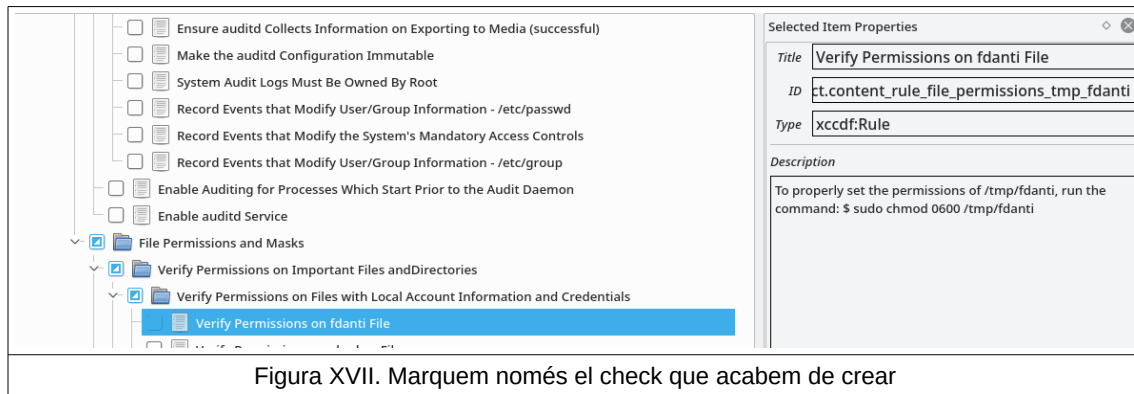 Ensure auditd Collects Information on Exporting to Media (successful)
Make the auditd Configuration Immutable
System Audit Logs Must Be Owned By Root
Record Events that Modify User/Group Information - /etc/passwd
Record Events that Modify the System's Mandatory Access Controls
Record Events that Modify User/Group Information - /etc/group
Enable Auditing for Processes Which Start Prior to the Audit Daemon
Enable auditd Service
File Permissions and Masks
Verify Permissions on Important Files andDirectories
Verify Permissions on Files with Local Account Information and Credentials
Verify Permissions on fdanti File
Selected Item Properties
Title Verify Permissions on fdanti File
ID ct.content_rule_file_permissions_tmp_fdanti
Type xccdf:Rule
Description
To properly set the permissions of /tmp/fdanti, run the
command: $ sudo chmod 0600 /tmp/fdanti
Figura XVII. Marquem només el check que acabem de crear